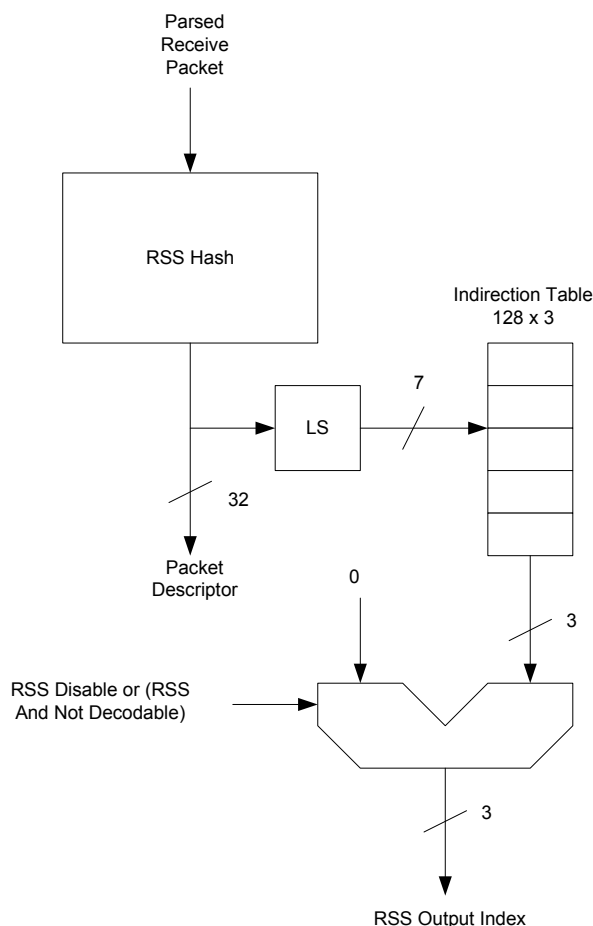 Parsed
Receive
Packet
RSS Hash
Indirection Table
128 x 3
7
LS
32
Packet
Descriptor
0
3
RSS Disable or (RSS
And Not Decodable)
3
RSS Output Index